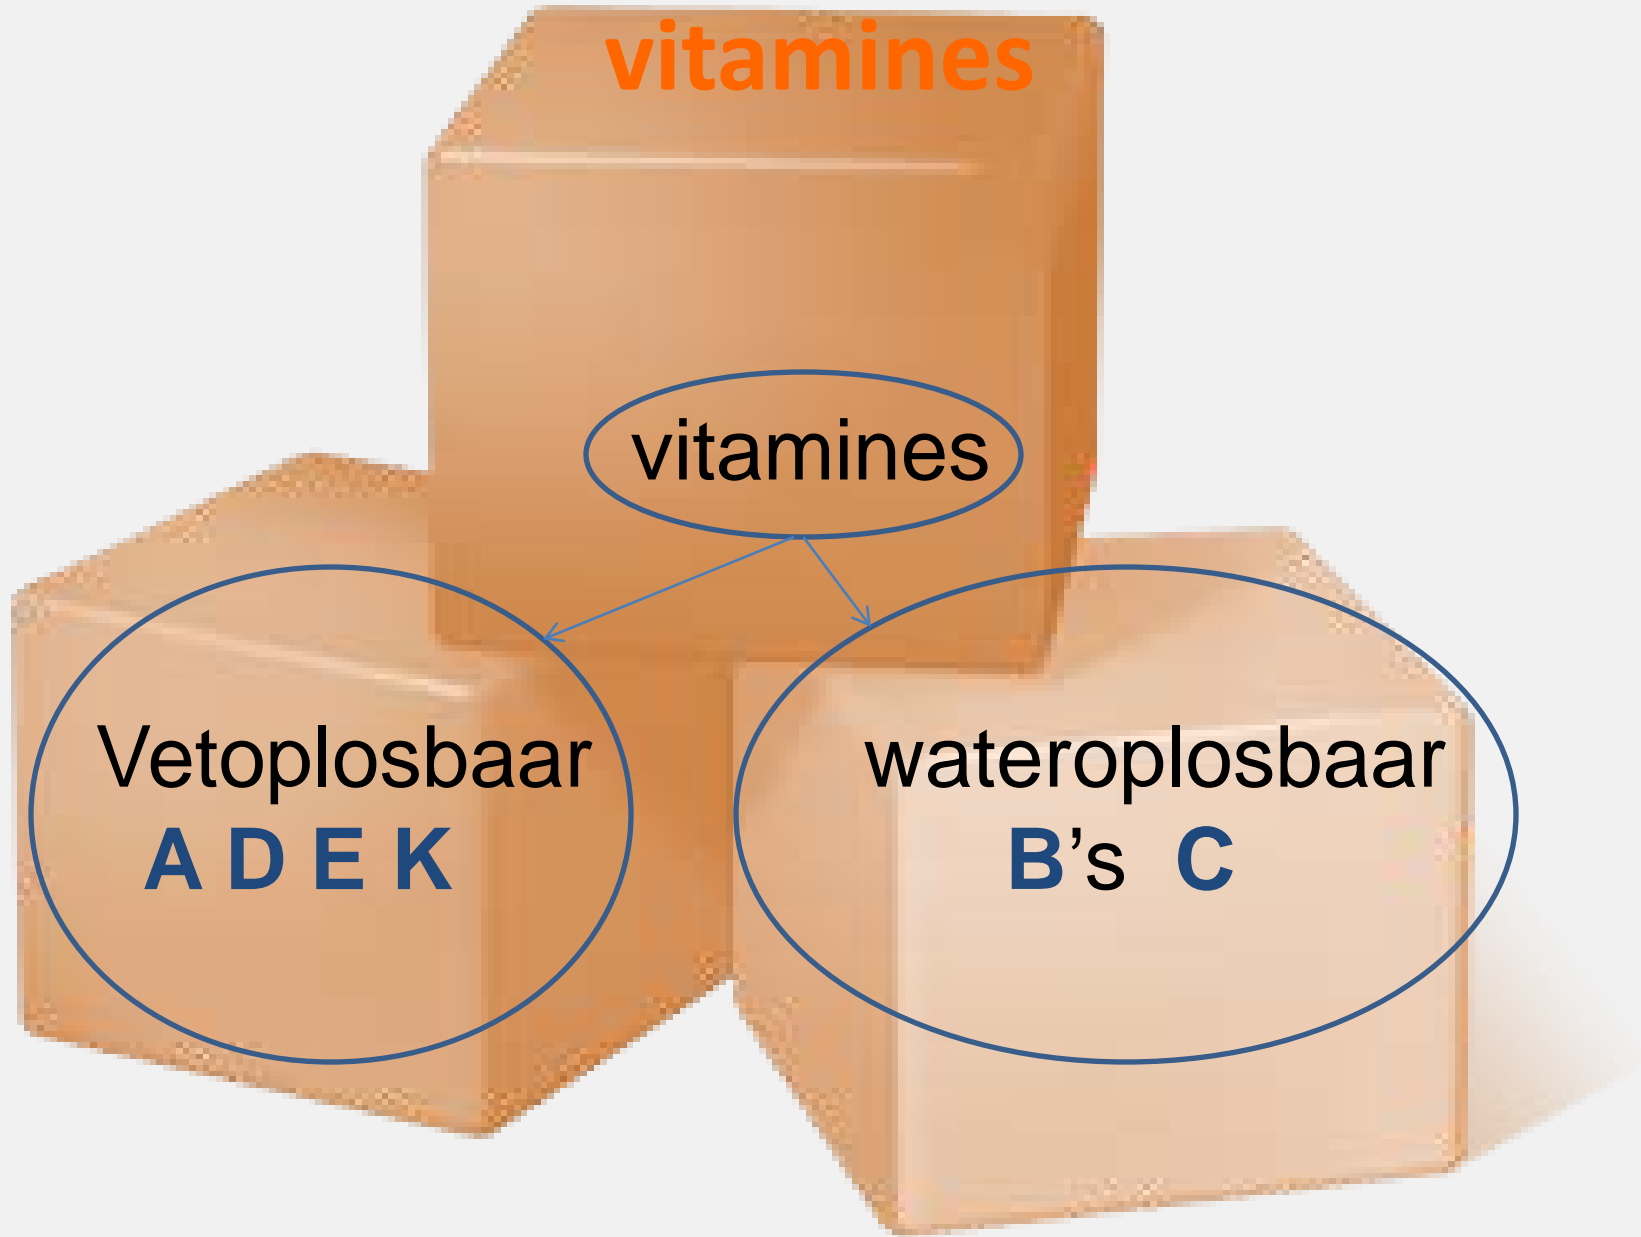 vitamines
vitamines
Vetoplosbaar
A D E K
wateroplosbaar
B’s C